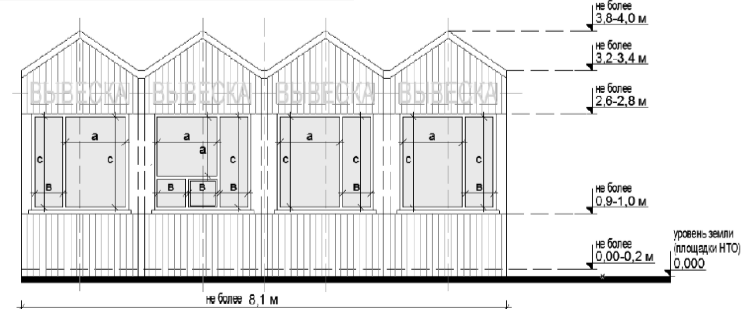 не более
3,8-4,0 м
не более
3,2-3,4 м
ВЫВЕСКА ВЫВЕСКА ВЫВЕСКА ВЫВЕСКА
не более
2,6-2,8 м
а а а а
с с а с с с с с
в в в в в в
не более
0,9-1,0 м
не более
0,00-0,2 м
уровень земли
(площадки НТО)
0,000
не более 8,1 м